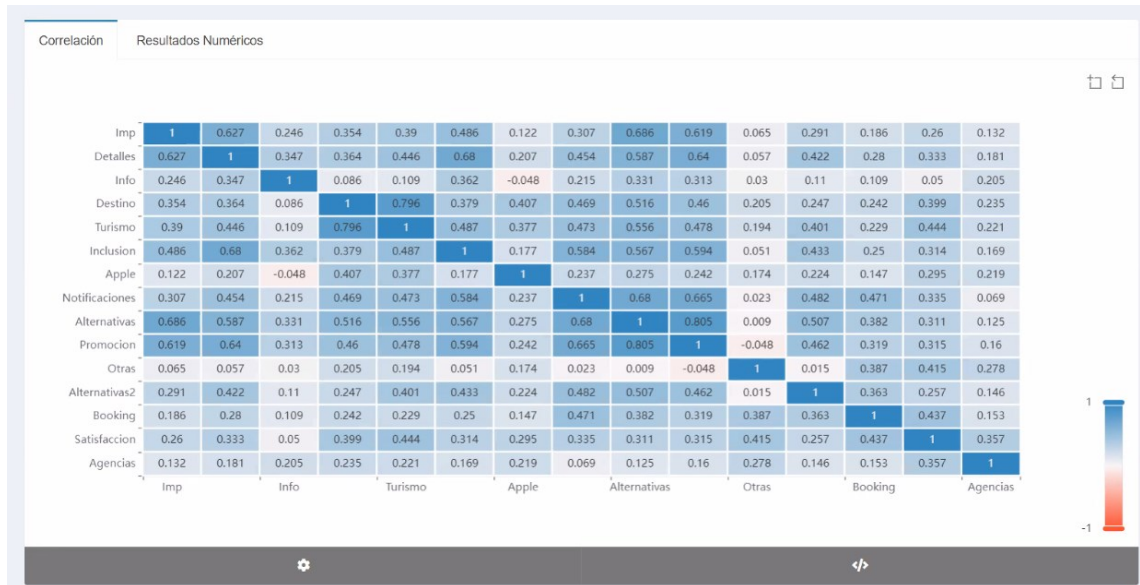 Correlación Resultados Numéricos
Imp 1 0.627 0.246 0.354 0.39 0.486 0.122 0.307 0.686 0.619 0.065 0.291 0.186 0.26 0.132
Detalles 0.627 1 0.347 0.364 0.446 0.68 0.207 0.454 0.587 0.64 0.057 0.422 0.28 0.333 0.181
Info 0.246 0.347 1 0.086 0.109 0.362 -0.048 0.215 0.331 0.313 0.03 0.11 0.109 0.05 0.205
Destino 0.354 0.364 0.086 1 0.796 0.379 0.407 0.469 0.516 0.46 0.205 0.247 0.242 0.399 0.235
Turismo 0.39 0.446 0.109 0.796 1 0.487 0.377 0.473 0.556 0.478 0.194 0.401 0.229 0.444 0.221
Inclusion 0.486 0.68 0.362 0.379 0.487 1 0.177 0.584 0.567 0.594 0.051 0.433 0.25 0.314 0.169
Apple 0.122 0.207 -0.048 0.407 0.377 0.177 1 0.237 0.275 0.242 0.174 0.224 0.147 0.295 0.219
Notificaciones 0.307 0.454 0.215 0.469 0.473 0.584 0.237 1 0.68 0.665 0.023 0.482 0.471 0.335 0.069
Alternativas 0.686 0.587 0.331 0.516 0.556 0.567 0.275 0.68 1 0.805 0.009 0.507 0.382 0.311 0.125
Promocion 0.619 0.64 0.313 0.46 0.478 0.594 0.242 0.665 0.805 1 -0.048 0.462 0.319 0.315 0.16
Otras 0.065 0.057 0.03 0.205 0.194 0.051 0.174 0.023 0.009 -0.048 1 0.015 0.387 0.415 0.278
Alternativas2 0.291 0.422 0.11 0.247 0.401 0.433 0.224 0.482 0.507 0.462 0.015 1 0.363 0.257 0.146
Booking 0.186 0.28 0.109 0.242 0.229 0.25 0.147 0.471 0.382 0.319 0.387 0.363 1 0.437 0.153
Satisfaccion 0.26 0.333 0.05 0.399 0.444 0.314 0.295 0.335 0.311 0.315 0.415 0.257 0.437 1 0.357
Agencias 0.132 0.181 0.205 0.235 0.221 0.169 0.219 0.069 0.125 0.16 0.278 0.146 0.153 0.357 1
Imp Info Turismo Apple Alternativas Otras Booking Agencias
1
-1